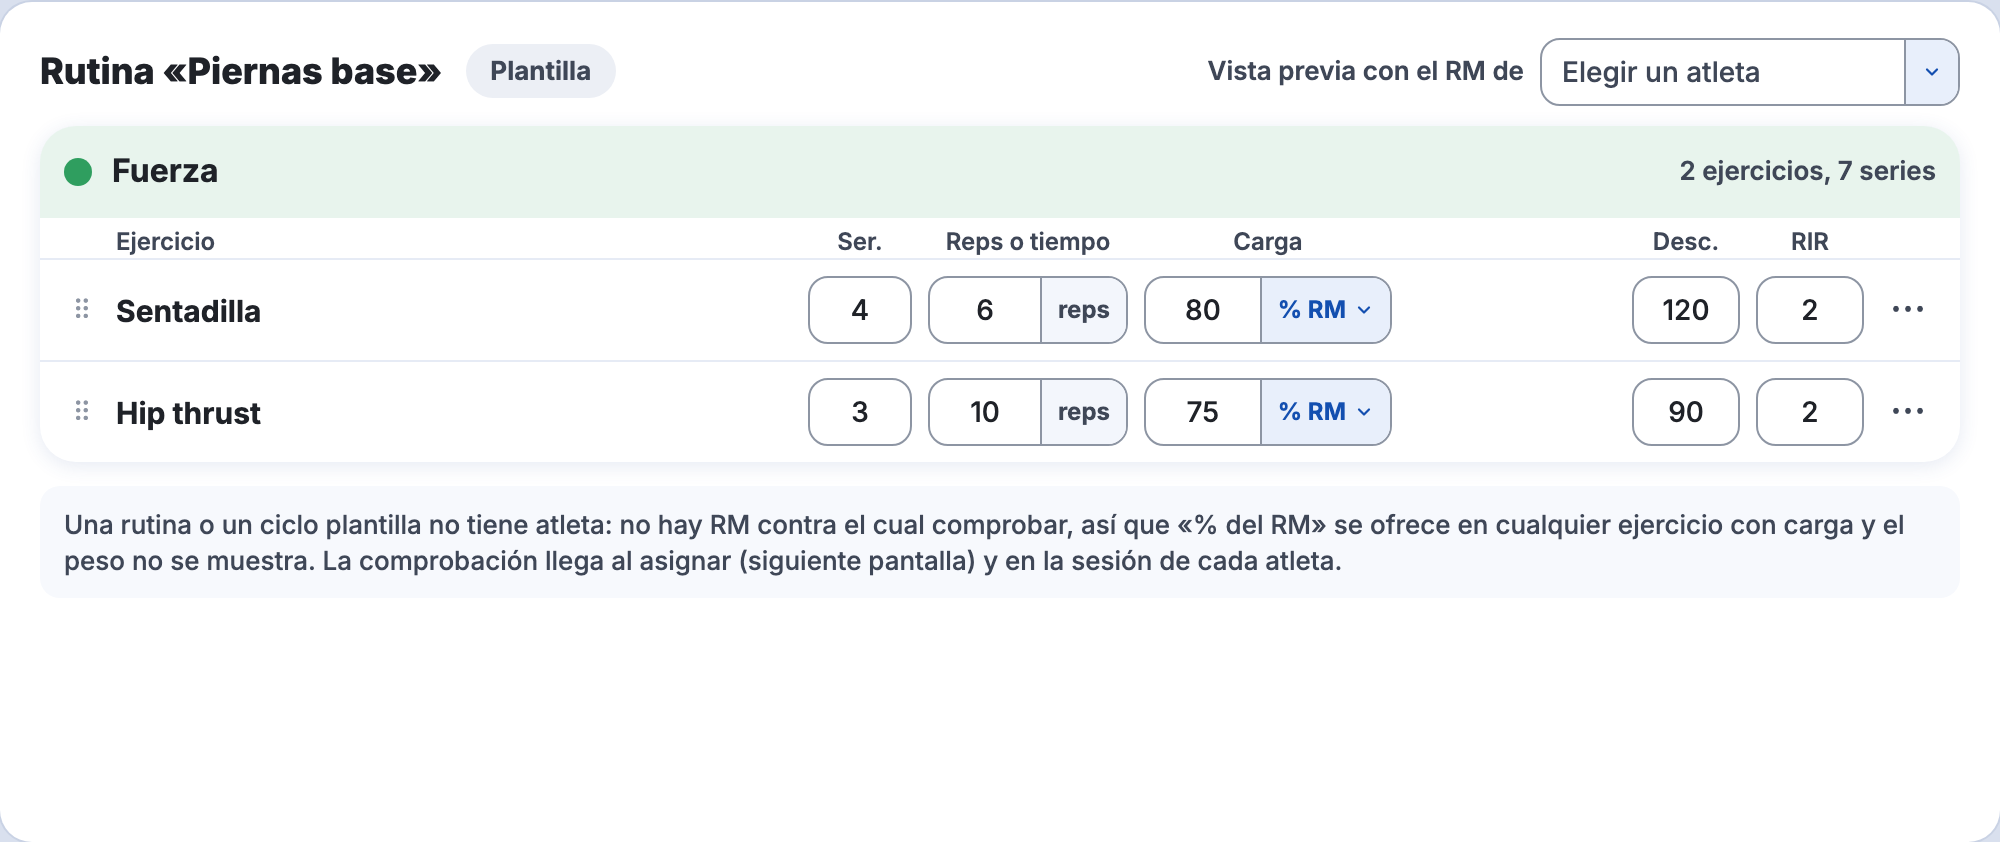 Rutina «Piernas base» Plantilla Vista previa con el RM de Elegir un atleta
Fuerza 2 ejercicios, 7 series
Ejercicio Ser. Reps o tiempo Carga Desc. RIR
Sentadilla 4 6 reps 80 % RM 120 2
Hip thrust 3 10 reps 75 % RM 90 2
Una rutina o un ciclo plantilla no tiene atleta: no hay RM contra el cual comprobar, así que «% del RM» se ofrece en cualquier ejercicio con carga y el
peso no se muestra. La comprobación llega al asignar (siguiente pantalla) y en la sesión de cada atleta.